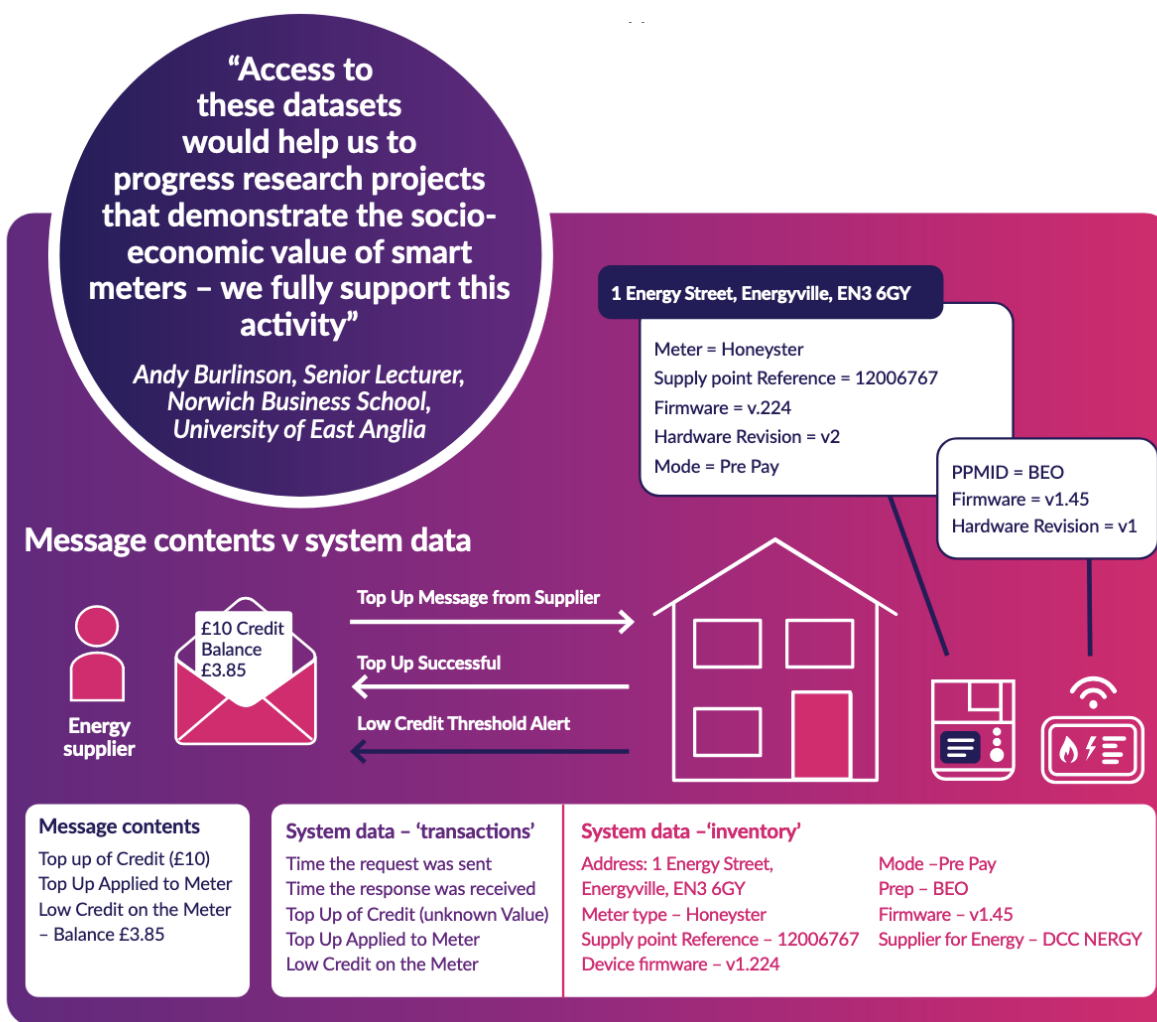 “Access to
these datasets
would help us to
progress research projects
that demonstrate the socio-
economic value of smart
meters – we fully support this
activity”
Andy Burlinson, Senior Lecturer,
Norwich Business School,
University of East Anglia
1 Energy Street, Energyville, EN3 6GY
Meter = Honeyster
Supply point Reference = 12006767
Firmware = v.224
Hardware Revision = v2
Mode = Pre Pay
PPMID = BEO
Firmware = v1.45
Hardware Revision = v1
Message contents v system data
Energy
supplier
£10 Credit
Balance
£3.85
Top Up Message from Supplier
Top Up Successful
Low Credit Threshold Alert
Message contents
Top up of Credit (£10)
Top Up Applied to Meter
Low Credit on the Meter
– Balance £3.85
System data – ‘transactions’
Time the request was sent
Time the response was received
Top Up of Credit (unknown Value)
Top Up Applied to Meter
Low Credit on the Meter
System data –‘inventory’
Address: 1 Energy Street,
Energyville, EN3 6GY
Meter type – Honeyster
Supply point Reference – 12006767
Device firmware – v1.224
Mode –Pre Pay
Prep – BEO
Firmware – v1.45
Supplier for Energy – DCC NERGY